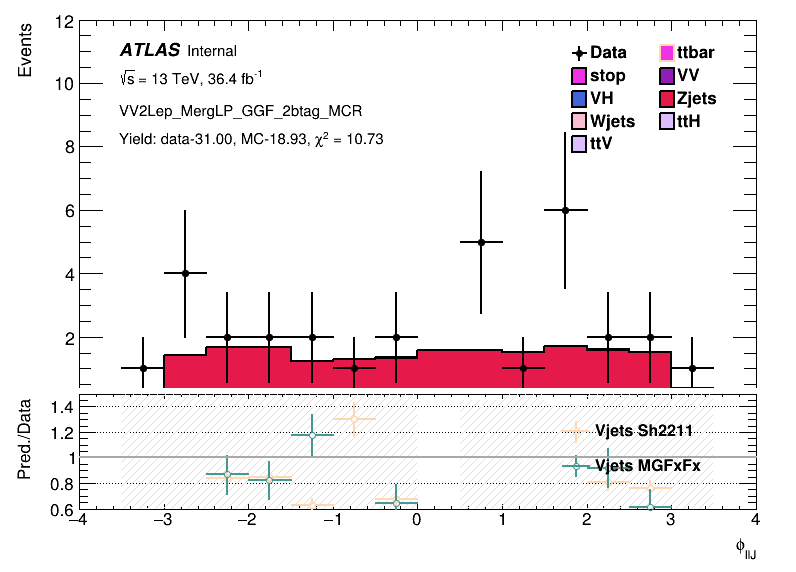 Events
12
10
8
6
4
2
ATLAS Internal
√s = 13 TeV, 36.4 fb⁻¹
VV2Lep_MergLP_GGF_2btag_MCR
Yield: data-31.00, MC-18.93, χ² = 10.73
Data ttbar
stop VV
VH Zjets
Wjets ttH
ttV
Pred./Data
1.4
1.2
1
0.8
0.6
Vjets Sh2211
Vjets MGFxFx
−4 −3 −2 −1 0 1 2 3 4
ϕllJ